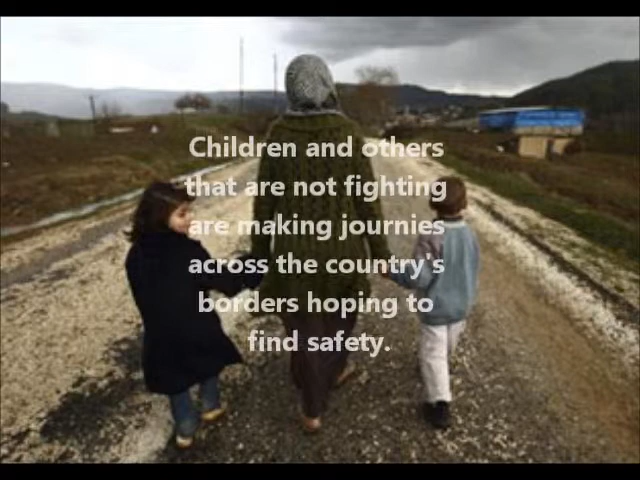 Children and others
that are not fighting
are making journies
across the country's
borders hoping to
find safety.